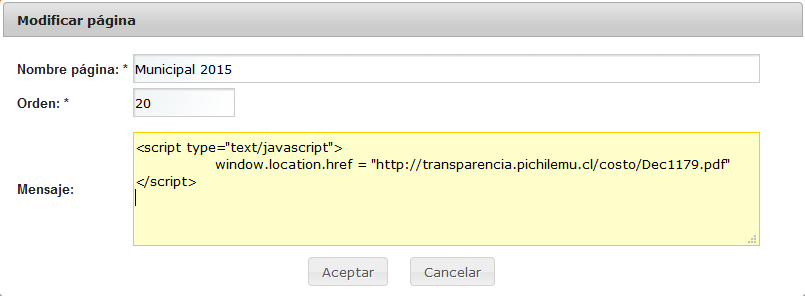 Modificar página
Nombre página: * Municipal 2015
Orden: * 20
Mensaje:
<script type="text/javascript">
window.location.href = "http://transparencia.pichilemu.cl/costo/Dec1179.pdf"
</script>
Aceptar Cancelar